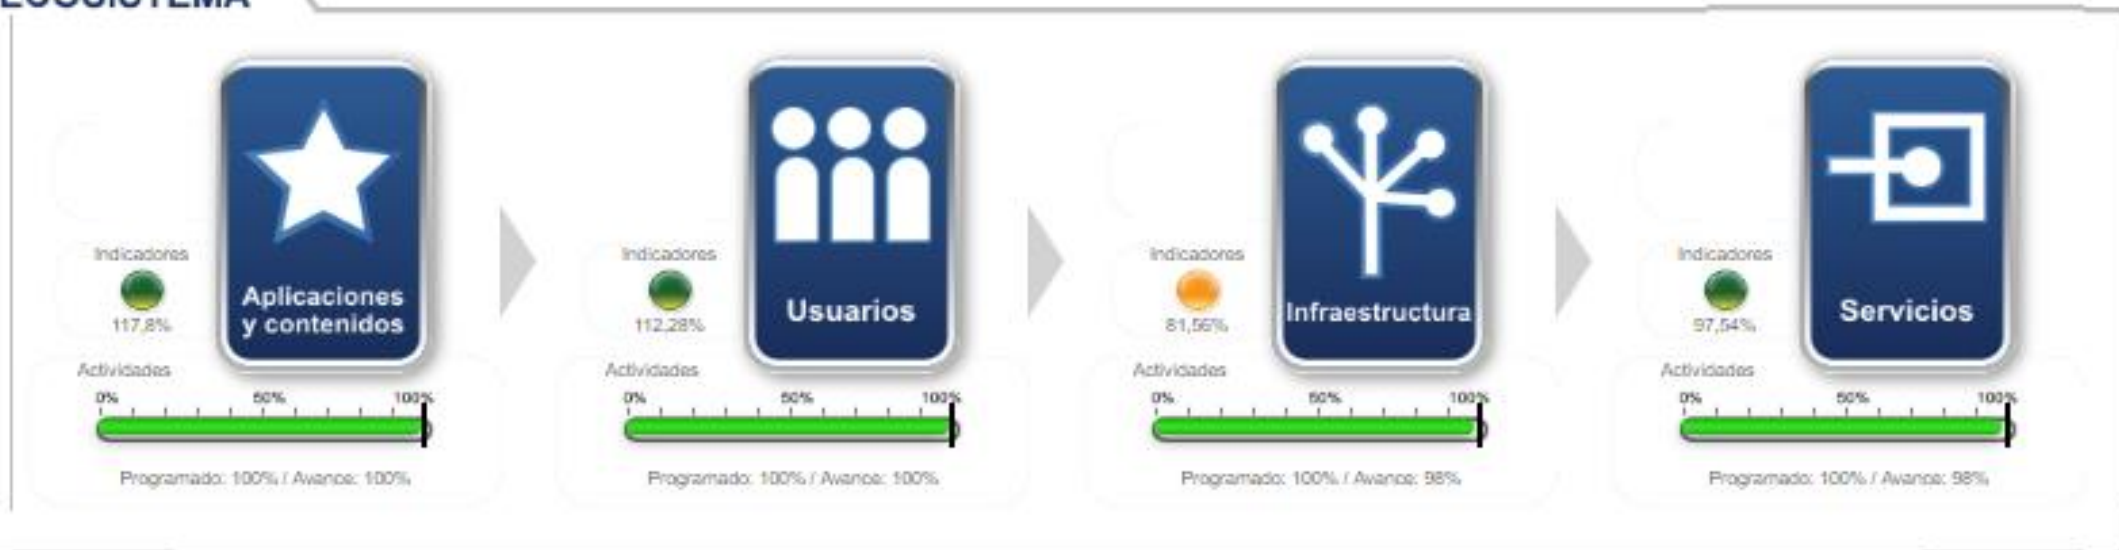 ECOSISTEMA
Indicadores
117,8%
Aplicaciones
y contenidos
Actividades
0% 50% 100%
Programado: 100% / Avance: 100%
Indicadores
112,28%
Usuarios
Actividades
0% 50% 100%
Programado: 100% / Avance: 100%
Indicadores
81,56%
Infraestructura
Actividades
0% 50% 100%
Programado: 100% / Avance: 98%
Indicadores
97,54%
Servicios
Actividades
0% 50% 100%
Programado: 100% / Avance: 98%